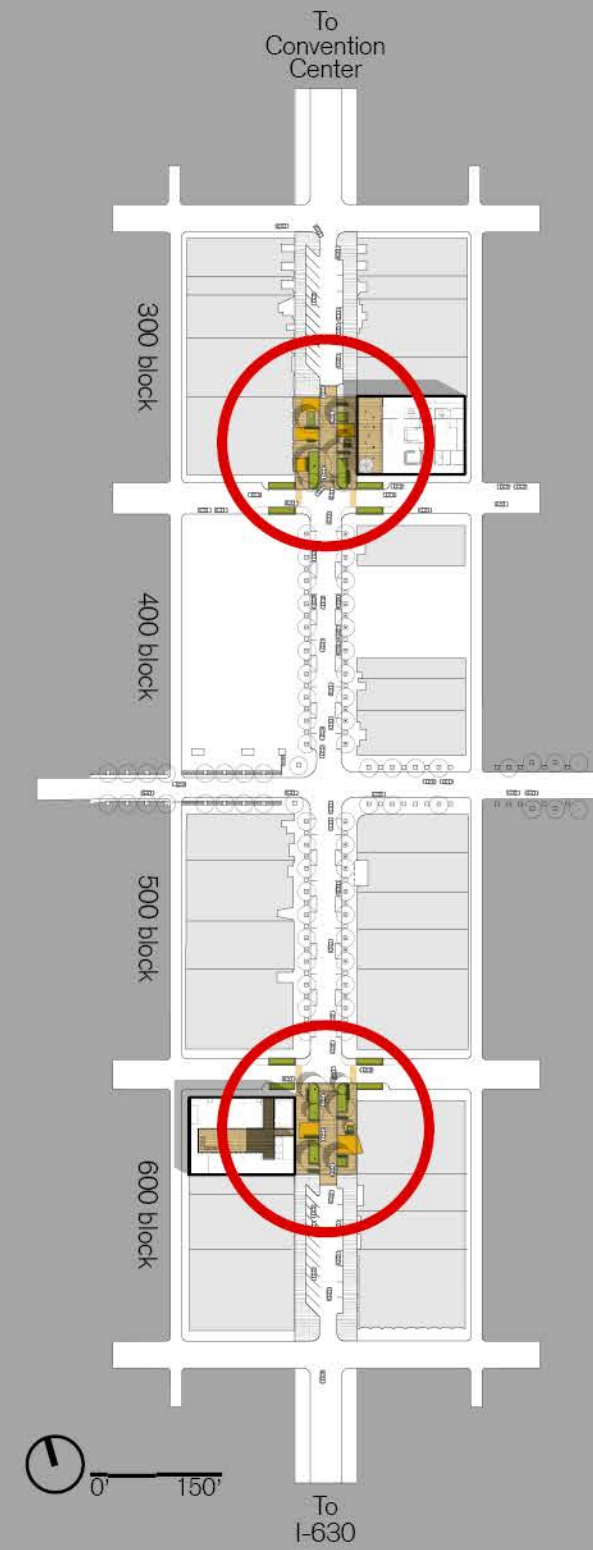 To
Convention
Center
300 block
400 block
500 block
600 block
0' 150'
To
I-630